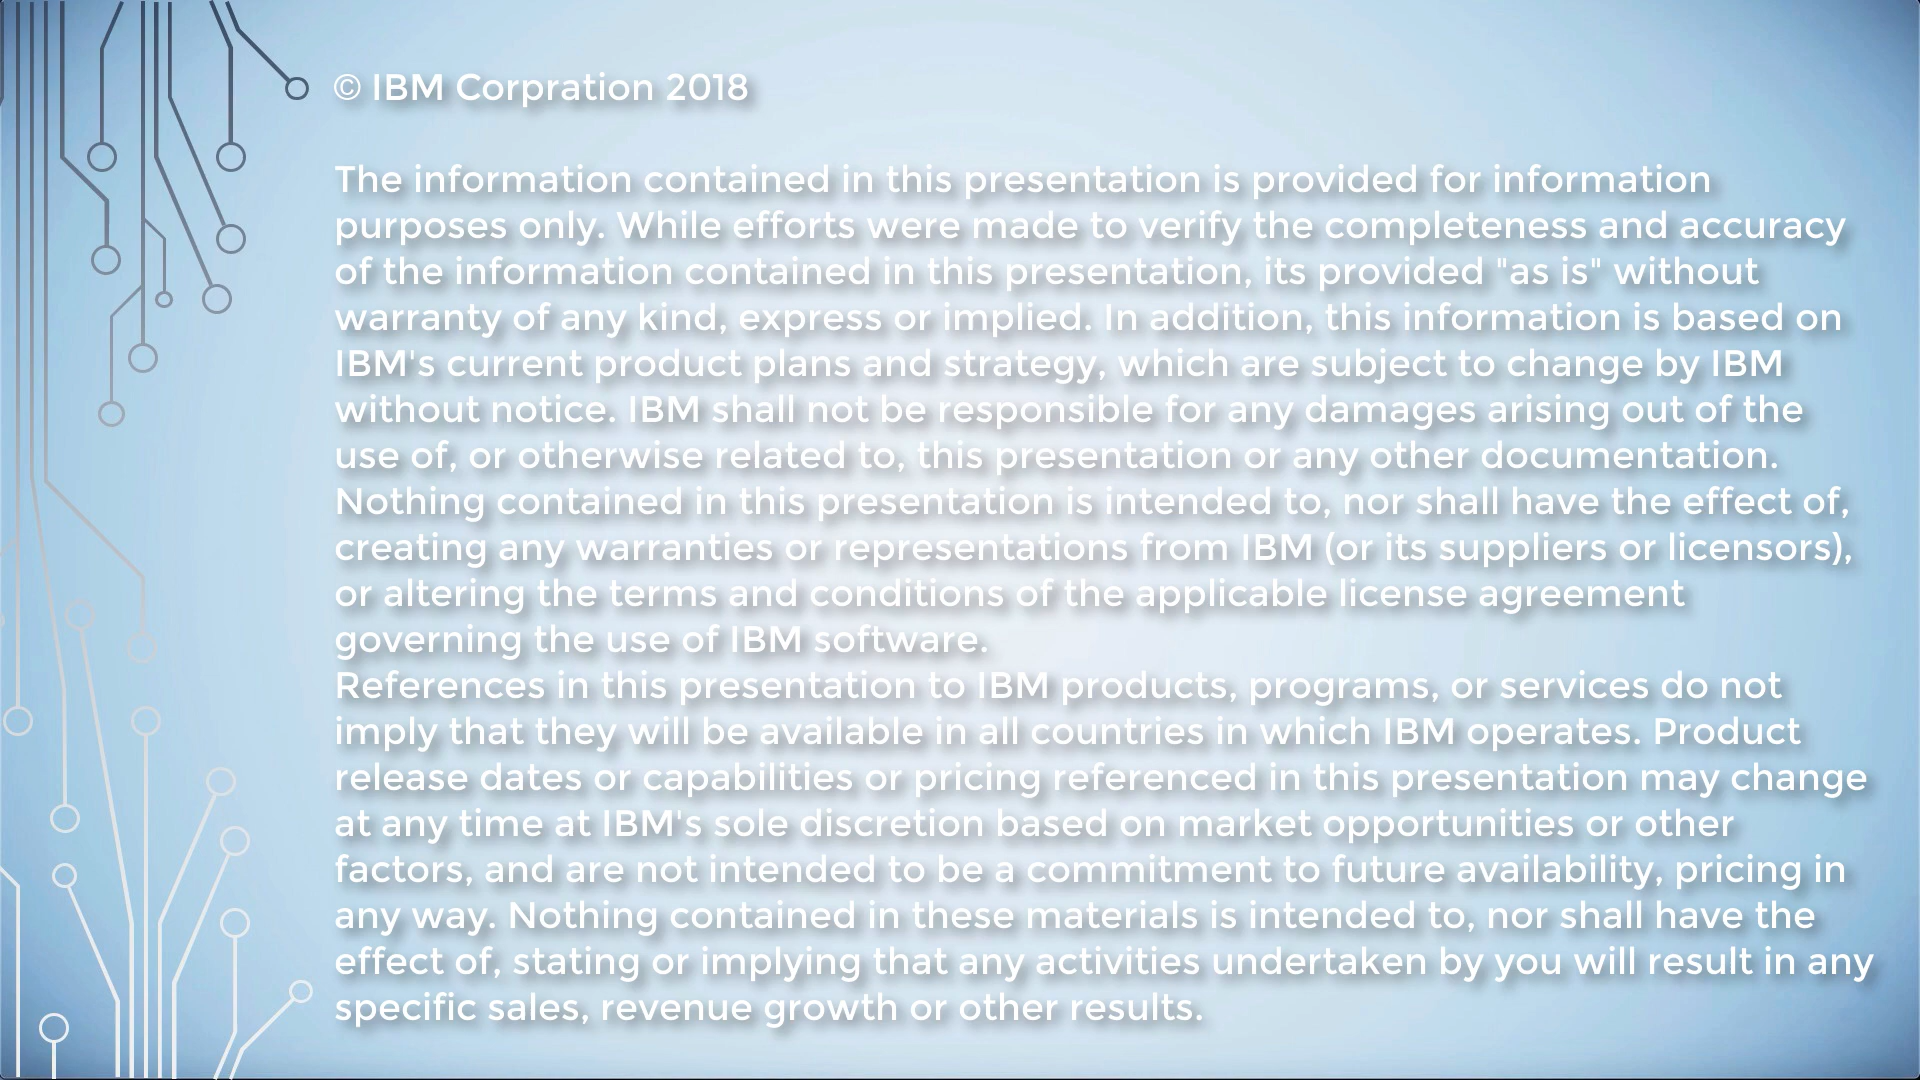 © IBM Corpration 2018
The information contained in this presentation is provided for information
purposes only. While efforts were made to verify the completeness and accuracy
of the information contained in this presentation, its provided "as is" without
warranty of any kind, express or implied. In addition, this information is based on
IBM's current product plans and strategy, which are subject to change by IBM
without notice. IBM shall not be responsible for any damages arising out of the
use of, or otherwise related to, this presentation or any other documentation.
Nothing contained in this presentation is intended to, nor shall have the effect of,
creating any warranties or representations from IBM (or its suppliers or licensors),
or altering the terms and conditions of the applicable license agreement
governing the use of IBM software.
References in this presentation to IBM products, programs, or services do not
imply that they will be available in all countries in which IBM operates. Product
release dates or capabilities or pricing referenced in this presentation may change
at any time at IBM's sole discretion based on market opportunities or other
factors, and are not intended to be a commitment to future availability, pricing in
any way. Nothing contained in these materials is intended to, nor shall have the
effect of, stating or implying that any activities undertaken by you will result in any
specific sales, revenue growth or other results.